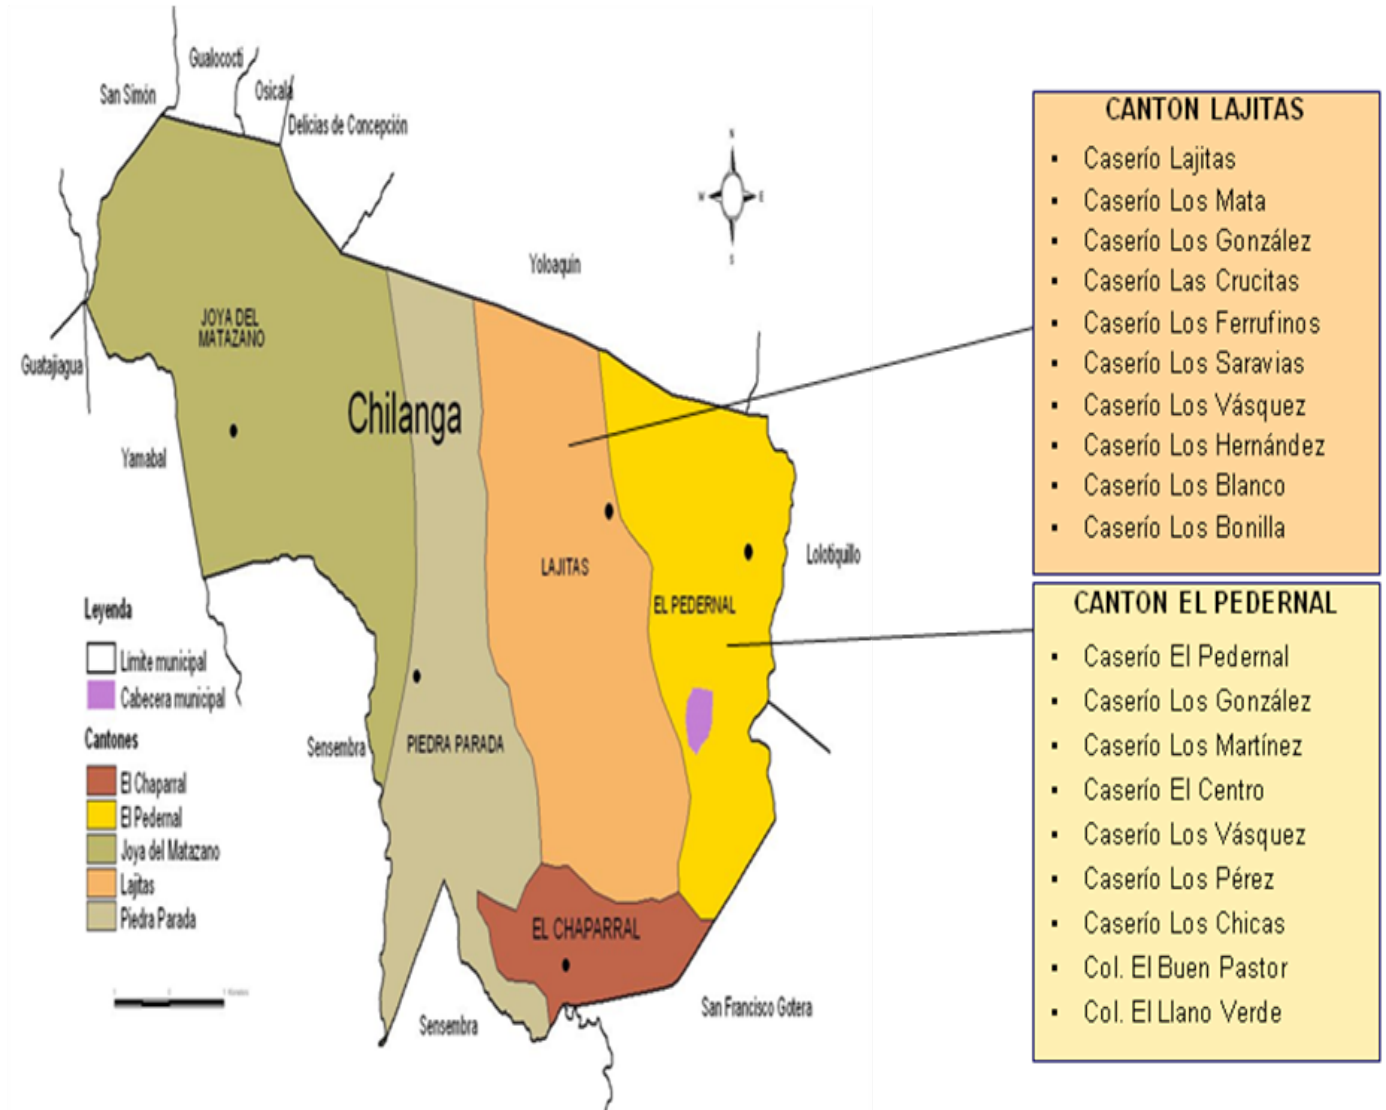 Gualococti
San Simón
Osicala
Delicias de Concepción
N
W
E
S
Yoloaquín
JOYA DEL
MATAZANO
Guatajiagua
Chilanga
Yamabal
LAJITAS
Lolotiquillo
EL PEDERNAL
Leyenda
Límite municipal
Cabecera municipal
Cantones
El Chaparral
El Pedernal
Joya del Matazano
Lajitas
Piedra Parada
Sensembra
PIEDRA PARADA
EL CHAPARRAL
San Francisco Gotera
Sensembra
CANTON LAJITAS
▪ Caserío Lajitas
▪ Caserío Los Mata
▪ Caserío Los González
▪ Caserío Las Crucitas
▪ Caserío Los Ferrufinos
▪ Caserío Los Saravias
▪ Caserío Los Vásquez
▪ Caserío Los Hernández
▪ Caserío Los Blanco
▪ Caserío Los Bonilla
CANTON EL PEDERNAL
▪ Caserío El Pedernal
▪ Caserío Los González
▪ Caserío Los Martínez
▪ Caserío El Centro
▪ Caserío Los Vásquez
▪ Caserío Los Pérez
▪ Caserío Los Chicas
▪ Col. El Buen Pastor
▪ Col. El Llano Verde